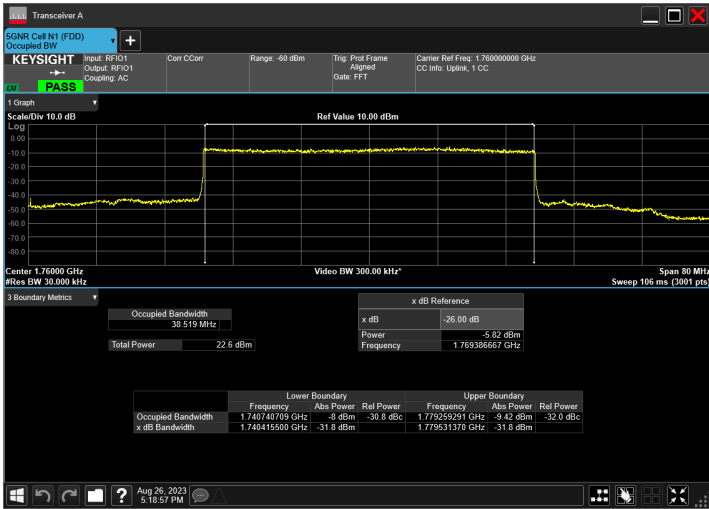 Transceiver A
5GNR Cell N1 (FDD)
Occupied BW
KEYSIGHT
LXI
PASS
Input: RFIO1
Output: RFIO1
Coupling: AC
Corr CCorr
Range: -60 dBm
Trig: Prot Frame
Aligned
Gate: FFT
Carrier Ref Freq: 1.760000000 GHz
CC Info: Uplink, 1 CC
1 Graph
Scale/Div 10.0 dB
Ref Value 10.00 dBm
Log
0.00
-10.0
-20.0
-30.0
-40.0
-50.0
-60.0
-70.0
-80.0
Center 1.76000 GHz
Video BW 300.00 kHz*
Span 80 MHz
#Res BW 30.000 kHz
Sweep 106 ms (3001 pts)
3 Boundary Metrics
Occupied Bandwidth
38.519 MHz
Total Power 22.6 dBm
x dB Reference
x dB -26.00 dB
Power -5.82 dBm
Frequency 1.769386667 GHz
Lower Boundary Upper Boundary
Frequency Abs Power Rel Power Frequency Abs Power Rel Power
Occupied Bandwidth 1.740740709 GHz -8 dBm -30.8 dBc 1.779259291 GHz -9.42 dBm -32.0 dBc
x dB Bandwidth 1.740415500 GHz -31.8 dBm 1.779531370 GHz -31.8 dBm
?
Aug 26, 2023
5:18:57 PM